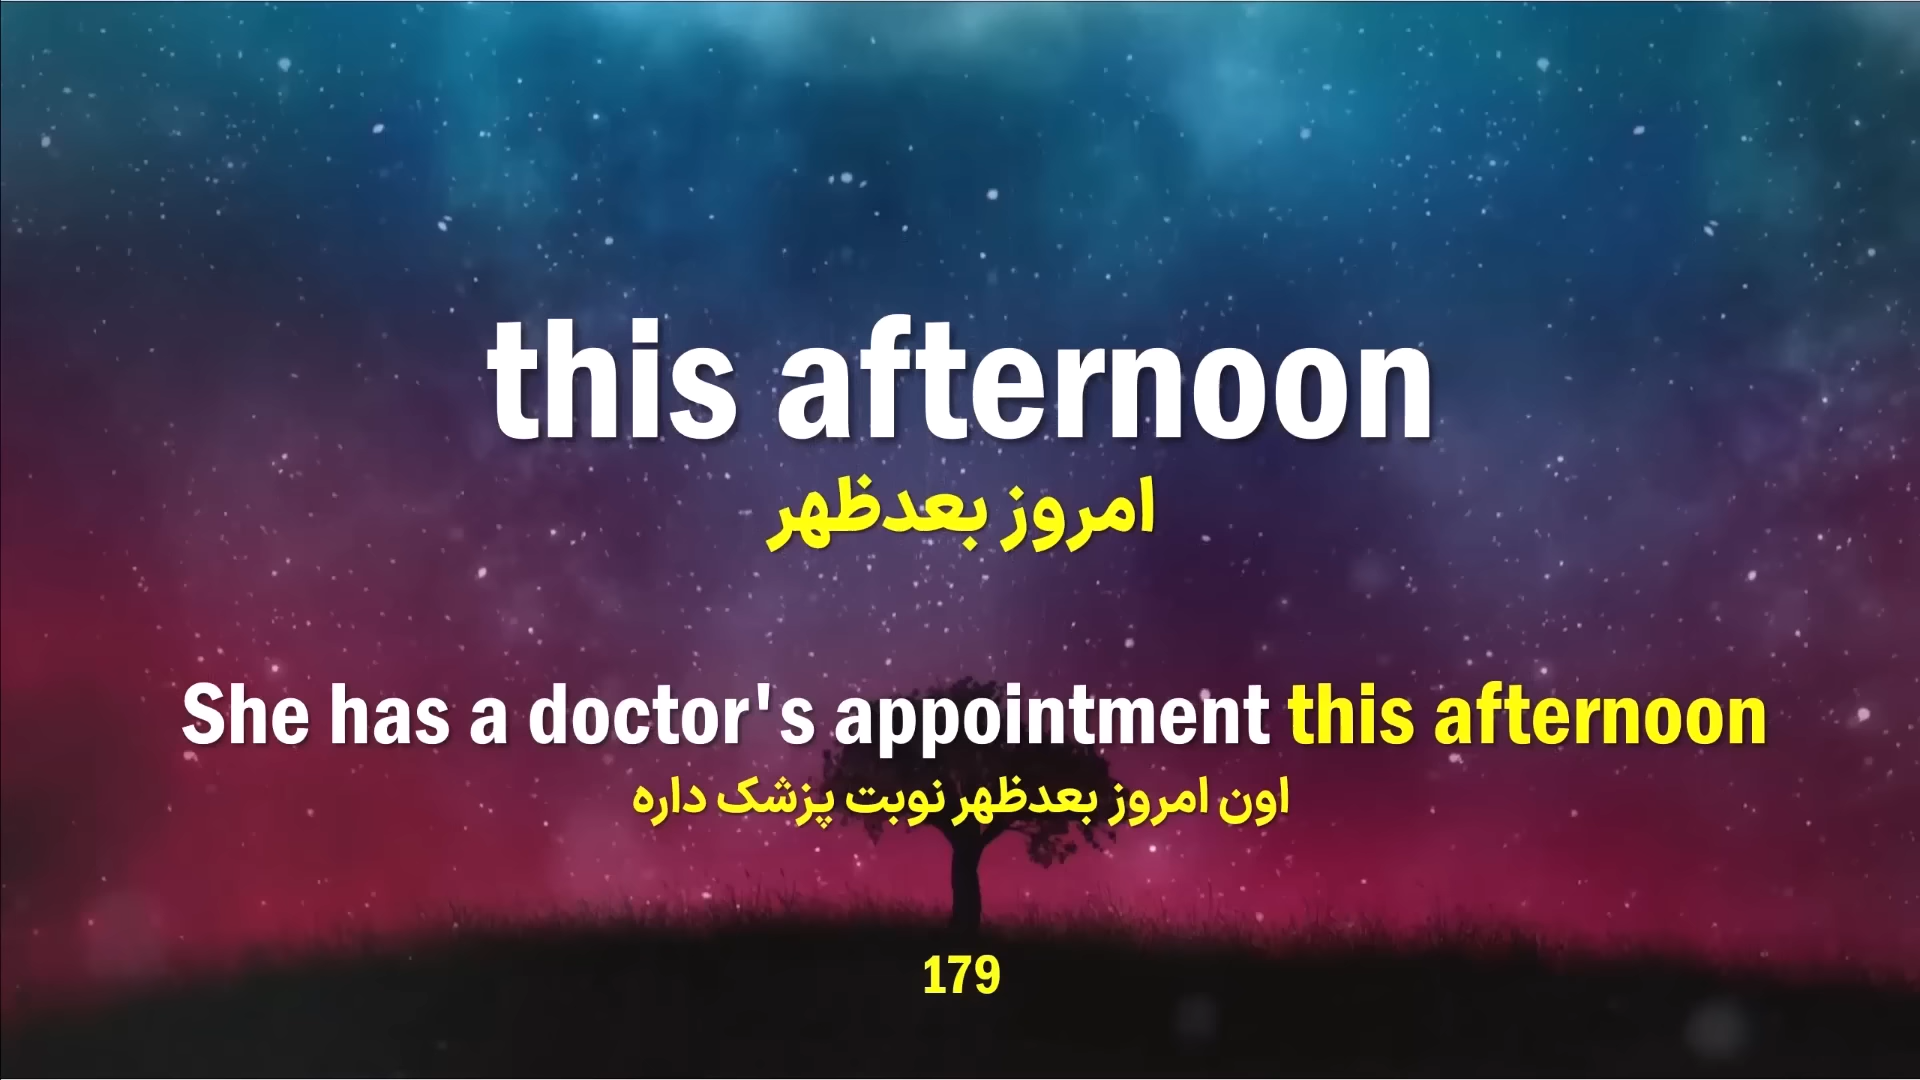 this afternoon
امروز بعدظهر
She has a doctor's appointment this afternoon
اون امروز بعدظهر نوبت پزشک داره
179